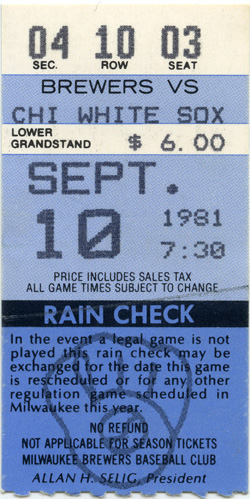 04 10 03
SEC. ROW SEAT
BREWERS VS
CHI WHITE SOX
LOWER
GRANDSTAND $ 6.00
SEPT.
10 1981
7:30
PRICE INCLUDES SALES TAX
ALL GAME TIMES SUBJECT TO CHANGE
RAIN CHECK
In the event a legal game is not
played this rain check may be
exchanged for the date this game
is rescheduled or for any other
regulation game scheduled in
Milwaukee this year.
NO REFUND
NOT APPLICABLE FOR SEASON TICKETS
MILWAUKEE BREWERS BASEBALL CLUB
ALLAN H. SELIG, President